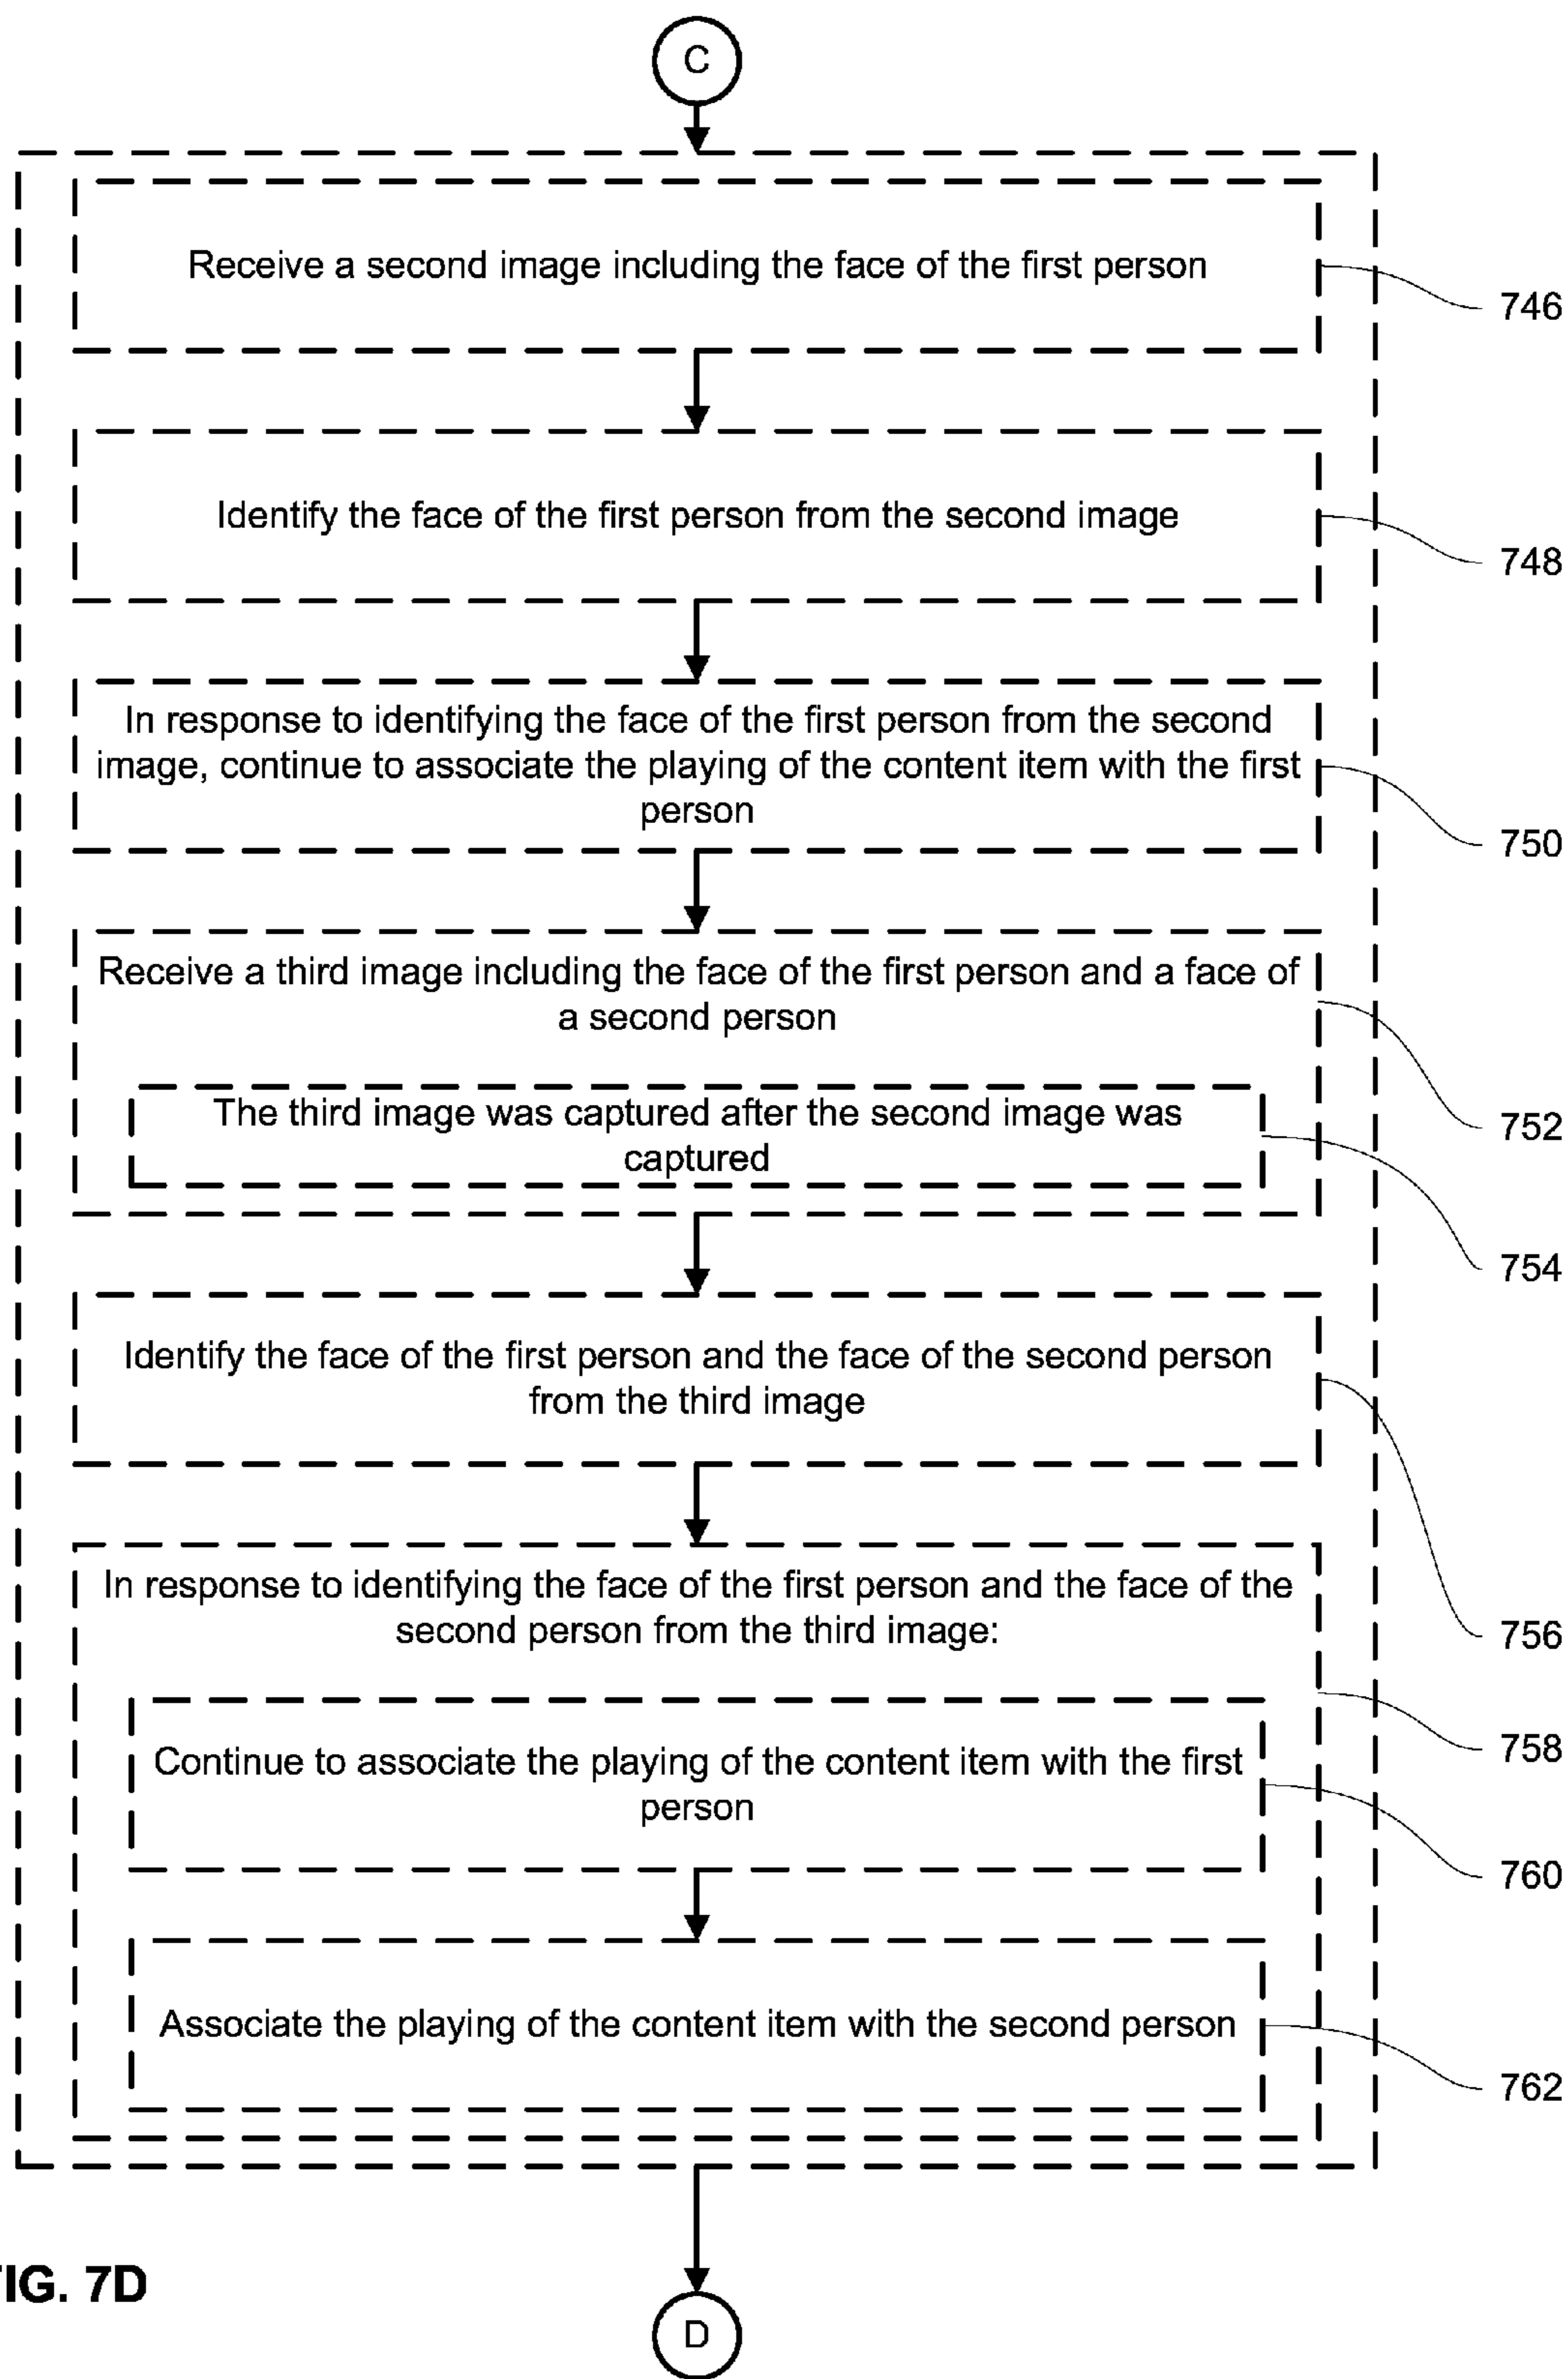 C
Receive a second image including the face of the first person
746
Identify the face of the first person from the second image
748
In response to identifying the face of the first person from the second
image, continue to associate the playing of the content item with the first
person
750
Receive a third image including the face of the first person and a face of
a second person
752
The third image was captured after the second image was
captured
754
Identify the face of the first person and the face of the second person
from the third image
756
In response to identifying the face of the first person and the face of the
second person from the third image:
758
Continue to associate the playing of the content item with the first
person
760
Associate the playing of the content item with the second person
762
IG. 7D
D